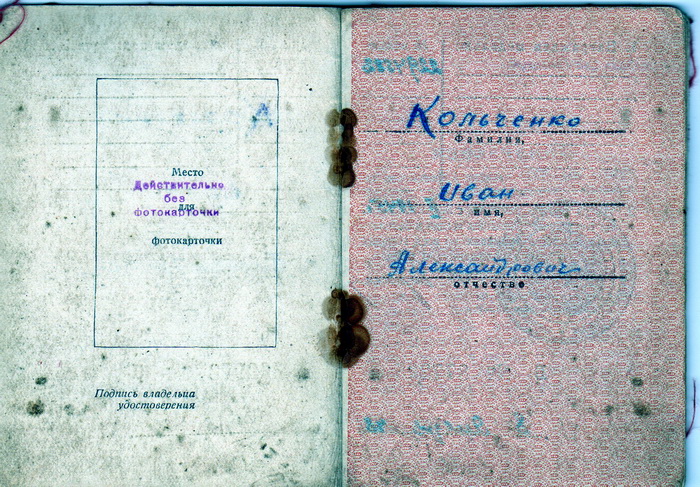 Место
Действительно
без
для
фотокарточки
фотокарточки
Подпись владельца
удостоверения
Кольченко
Фамилия,
Иван
имя,
Александрович
отчество